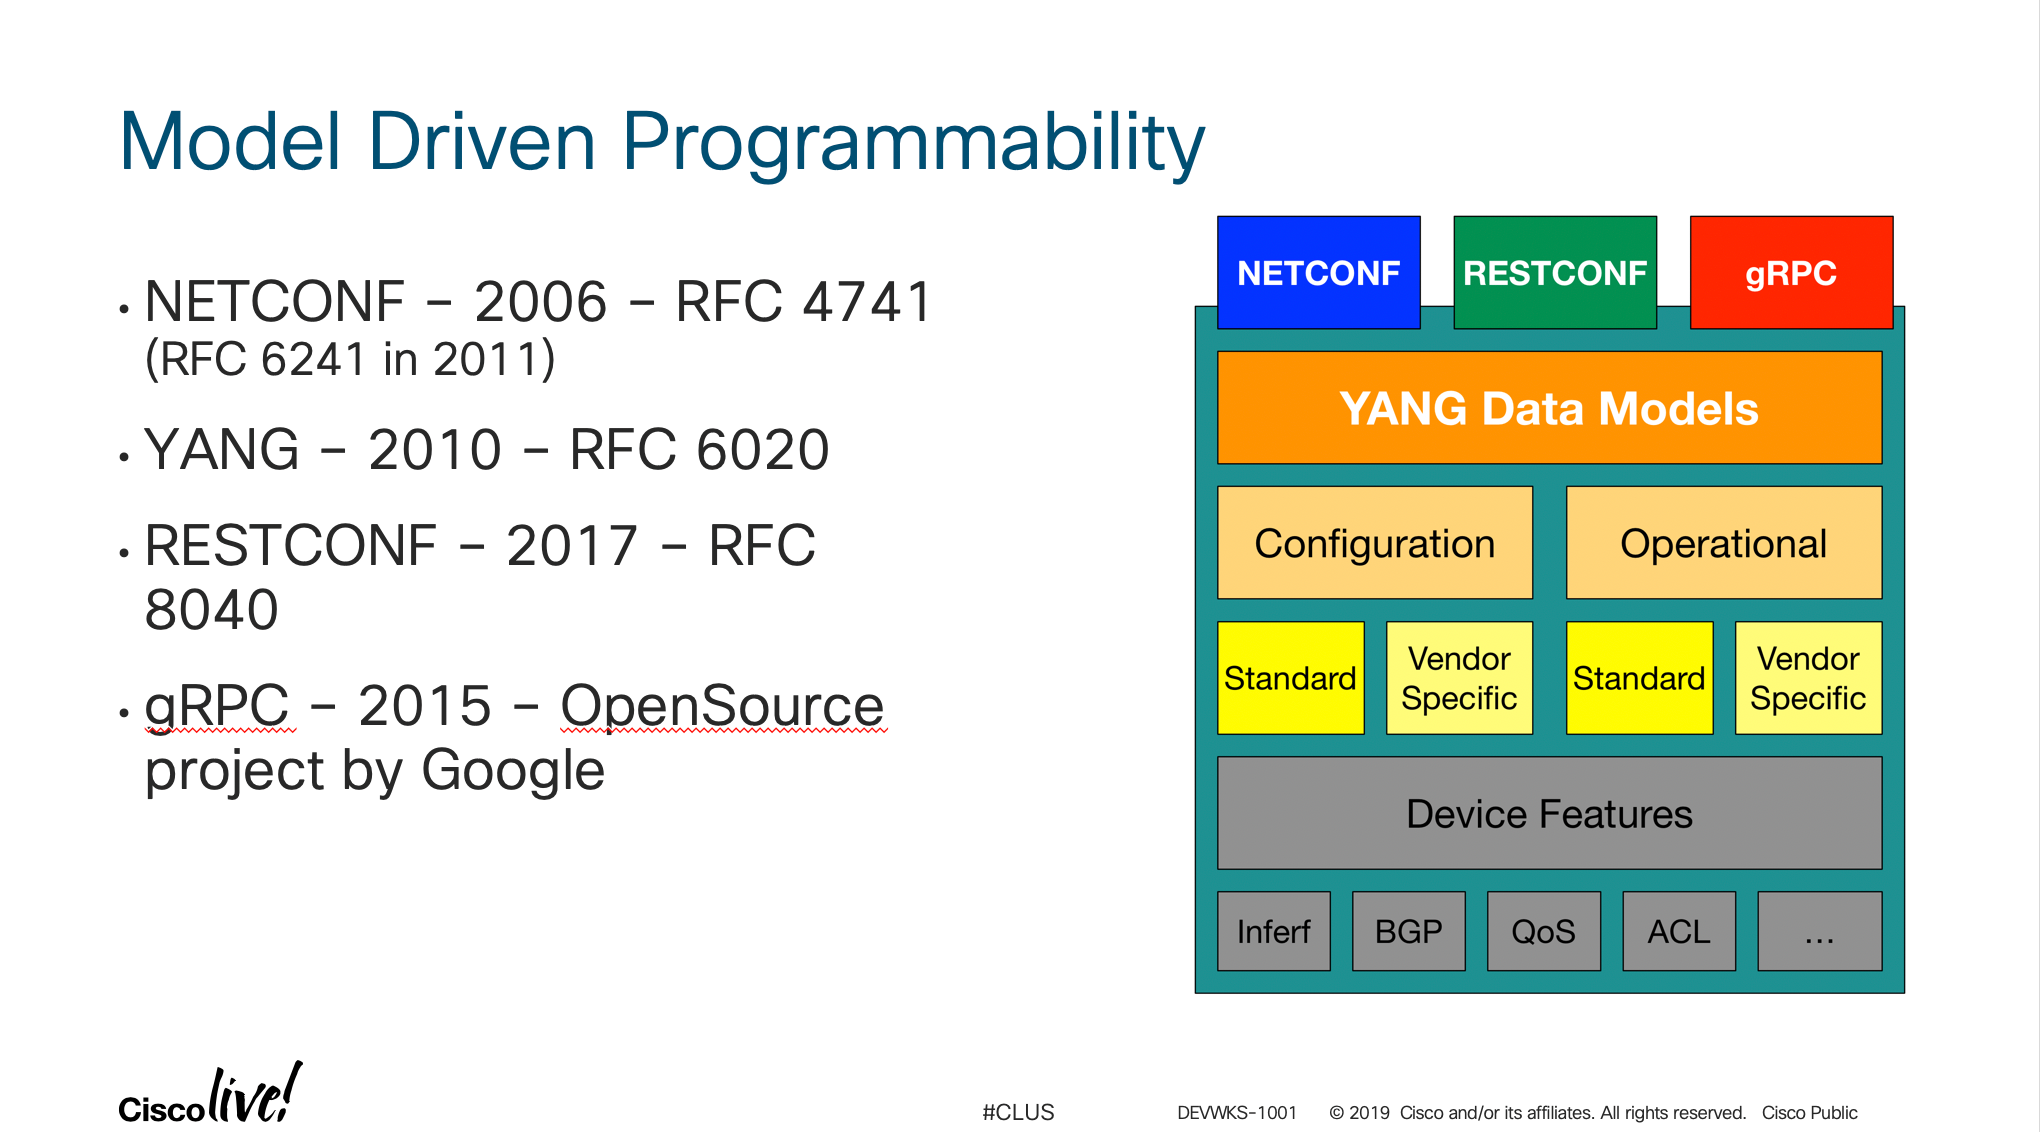 Model Driven Programmability
• NETCONF – 2006 – RFC 4741
(RFC 6241 in 2011)
• YANG – 2010 – RFC 6020
• RESTCONF – 2017 – RFC
8040
• gRPC – 2015 – OpenSource
project by Google
NETCONF RESTCONF gRPC
YANG Data Models
Configuration Operational
Standard Vendor Specific Standard Vendor Specific
Device Features
Inferf BGP QoS ACL ...
Cisco live!
#CLUS DEVWKS-1001 © 2019 Cisco and/or its affiliates. All rights reserved. Cisco Public